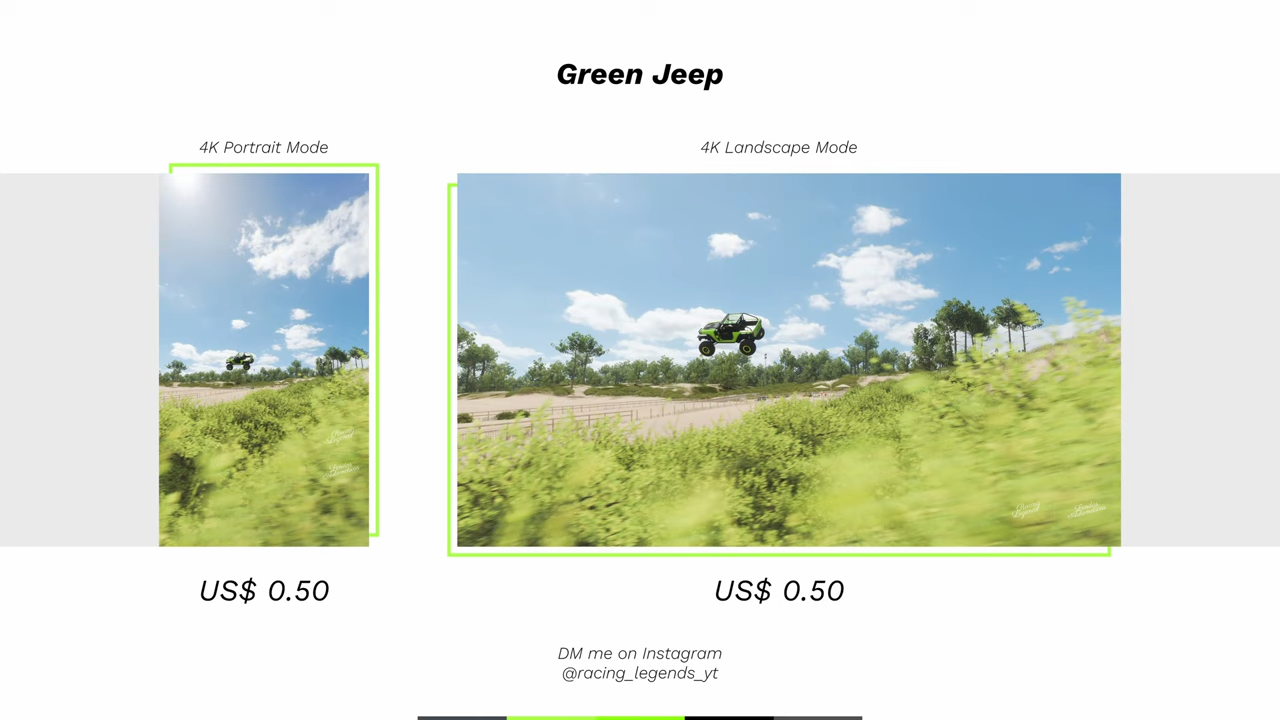 Green Jeep
4K Portrait Mode
4K Landscape Mode
US$ 0.50
US$ 0.50
DM me on Instagram
@racing_legends_yt